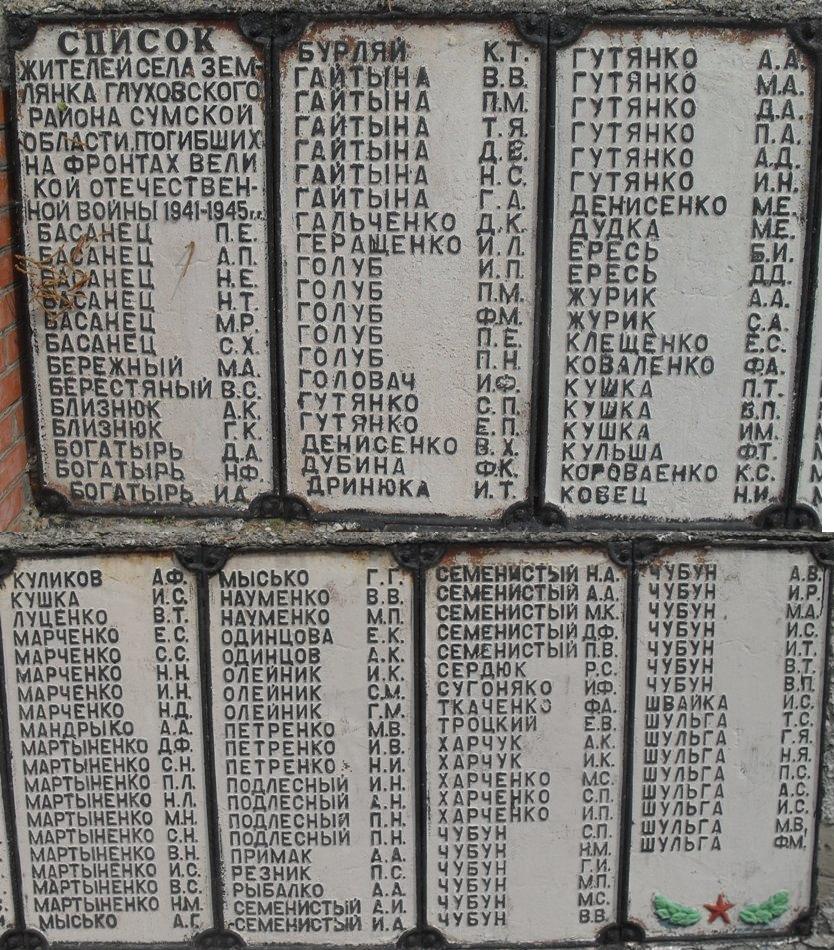 СПИСОК
ЖИТЕЛЕЙ СЕЛА ЗЕМ-
ЛЯНКА ГЛУХОВСКОГО
РАЙОНА СУМСКОЙ
ОБЛАСТИ, ПОГИБШИХ
НА ФРОНТАХ ВЕЛИ
КОЙ ОТЕЧЕСТВЕН-
НОЙ ВОЙНЫ 1941-1945г.г.
БАСАНЕЦ П.Е.
БАСАНЕЦ А.П.
БАСАНЕЦ Н.Е.
БАСАНЕЦ Н.Т.
БАСАНЕЦ М.Р.
БАСАНЕЦ С.Х.
БЕРЕЖНЫЙ М.А.
БЕРЕСТЯНЫЙ В.С.
БЛИЗНЮК А.К.
БЛИЗНЮК Г.К.
БОГАТЫРЬ Д.А.
БОГАТЫРЬ Н.Ф.
БОГАТЫРЬ И.А.
БУРЛЯЙ К.Т.
ГАЙТЫНА В.В.
ГАЙТЫНА П.М.
ГАЙТЫНА Т.Я.
ГАЙТЫНА Д.Е.
ГАЙТЫНА Н.С.
ГАЙТЫНА Г.А.
ГАЛЬЧЕНКО Д.К.
ГЕРАЩЕНКО И.Л.
ГОЛУБ И.П.
ГОЛУБ П.М.
ГОЛУБ Ф.М.
ГОЛУБ П.Е.
ГОЛУБ П.Н.
ГОЛОВАЧ И.Ф.
ГУТЯНКО С.П.
ГУТЯНКО Е.П.
ДЕНИСЕНКО В.Х.
ДУБИНА Ф.К.
ДРИНЮКА И.Т.
ГУТЯНКО А.А.
ГУТЯНКО М.А.
ГУТЯНКО Д.А.
ГУТЯНКО П.А.
ГУТЯНКО А.Д.
ГУТЯНКО И.Н.
ДЕНИСЕНКО М.Е.
ДУДКА М.Е.
ЕРЕСЬ Б.И.
ЕРЕСЬ Д.Д.
ЖУРИК А.А.
ЖУРИК С.А.
КЛЕЩЕНКО Е.С.
КОВАЛЕНКО Ф.А.
КУШКА П.Т.
КУШКА В.П.
КУШКА И.М.
КУЛЬША Ф.Т.
КОРОВАЕНКО К.С.
КОВЕЦ Н.И.
КУЛИКОВ А.Ф.
КУШКА И.С.
ЛУЦЕНКО В.Т.
МАРЧЕНКО Е.С.
МАРЧЕНКО С.С.
МАРЧЕНКО Н.Н.
МАРЧЕНКО И.Н.
МАРЧЕНКО Н.Д.
МАНДРЫКО А.А.
МАРТЫНЕНКО Д.Ф.
МАРТЫНЕНКО С.Н.
МАРТЫНЕНКО П.Л.
МАРТЫНЕНКО Н.Л.
МАРТЫНЕНКО М.Н.
МАРТЫНЕНКО С.Н.
МАРТЫНЕНКО В.Н.
МАРТЫНЕНКО И.С.
МАРТЫНЕНКО В.С.
МАРТЫНЕНКО Н.М.
МЫСЬКО А.Г.
МЫСЬКО Г.Г.
НАУМЕНКО В.В.
НАУМЕНКО М.П.
ОДИНЦОВА Е.К.
ОДИНЦОВ А.К.
ОЛЕЙНИК И.К.
ОЛЕЙНИК С.М.
ОЛЕЙНИК Г.М.
ПЕТРЕНКО М.В.
ПЕТРЕНКО И.В.
ПЕТРЕНКО Н.И.
ПОДЛЕСНЫЙ И.Н.
ПОДЛЕСНЫЙ А.Н.
ПОДЛЕСНЫЙ П.Н.
ПОДЛЕСНЫЙ П.Н.
ПРИМАК А.А.
РЕЗНИК П.С.
РЫБАЛКО А.А.
СЕМЕНИСТЫЙ А.И.
СЕМЕНИСТЫЙ И.А.
СЕМЕНИСТЫЙ Н.А.
СЕМЕНИСТЫЙ А.А.
СЕМЕНИСТЫЙ М.К.
СЕМЕНИСТЫЙ Д.Ф.
СЕМЕНИСТЫЙ П.В.
СЕРДЮК Р.С.
СУГОНЯКО И.Ф.
ТКАЧЕНКО Ф.А.
ТРОЦКИЙ Е.В.
ХАРЧУК А.К.
ХАРЧУК И.К.
ХАРЧЕНКО М.С.
ХАРЧЕНКО С.П.
ХАРЧЕНКО И.П.
ЧУБУН С.П.
ЧУБУН Н.М.
ЧУБУН Г.И.
ЧУБУН М.П.
ЧУБУН М.С.
ЧУБУН В.В.
ЧУБУН А.В.
ЧУБУН И.Р.
ЧУБУН М.А.
ЧУБУН И.С.
ЧУБУН И.Т.
ЧУБУН В.Т.
ЧУБУН В.П.
ШВАЙКА И.С.
ШУЛЬГА Т.С.
ШУЛЬГА Г.Я.
ШУЛЬГА Н.Я.
ШУЛЬГА П.С.
ШУЛЬГА А.С.
ШУЛЬГА И.С.
ШУЛЬГА М.В.
ШУЛЬГА Ф.М.